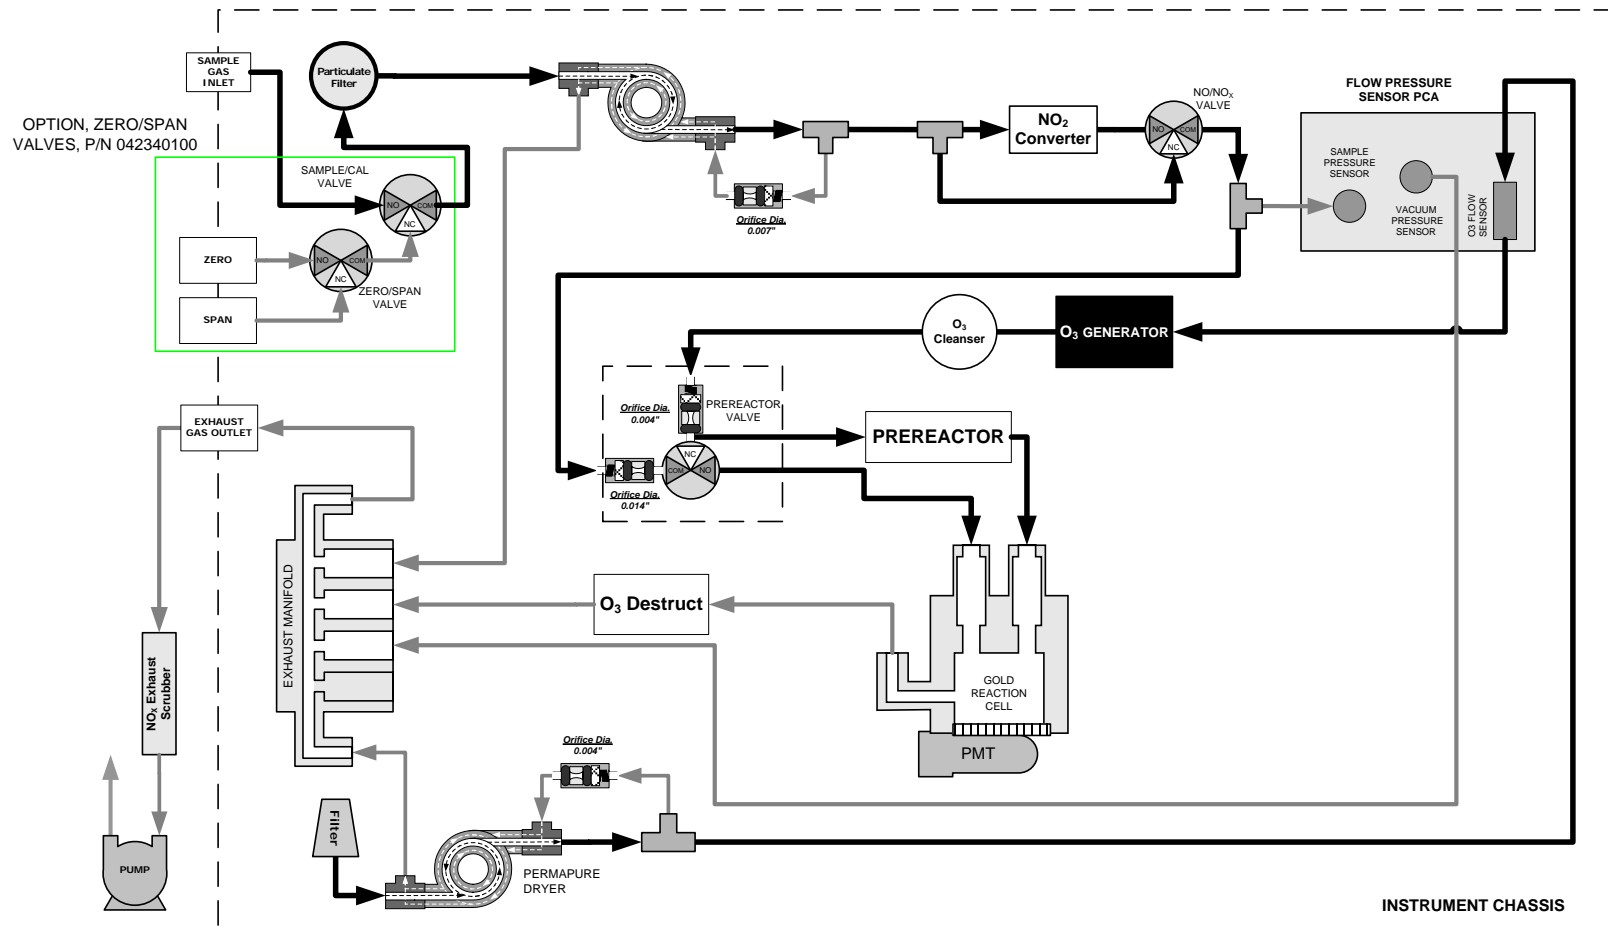 SAMPLE
GAS
INLET
Particulate
Filter
OPTION, ZERO/SPAN
VALVES, P/N 042340100
SAMPLE/CAL
VALVE
NO
COM
NC
ZERO
NO
COM
NC
ZERO/SPAN
VALVE
SPAN
Orifice Dia.
0.007"
NO2
Converter
NO/NOX
VALVE
NO
COM
NC
FLOW PRESSURE
SENSOR PCA
SAMPLE
PRESSURE
SENSOR
VACUUM
PRESSURE
SENSOR
O3 FLOW
SENSOR
O3
Cleanser
O3 GENERATOR
Orifice Dia.
0.004"
PREREACTOR
VALVE
NC
COM
NO
Orifice Dia.
0.014"
PREREACTOR
EXHAUST
GAS OUTLET
EXHAUST MANIFOLD
O3 Destruct
GOLD
REACTION
CELL
PMT
NOX Exhaust
Scrubber
PUMP
Filter
Orifice Dia.
0.004"
PERMAPURE
DRYER
INSTRUMENT CHASSIS